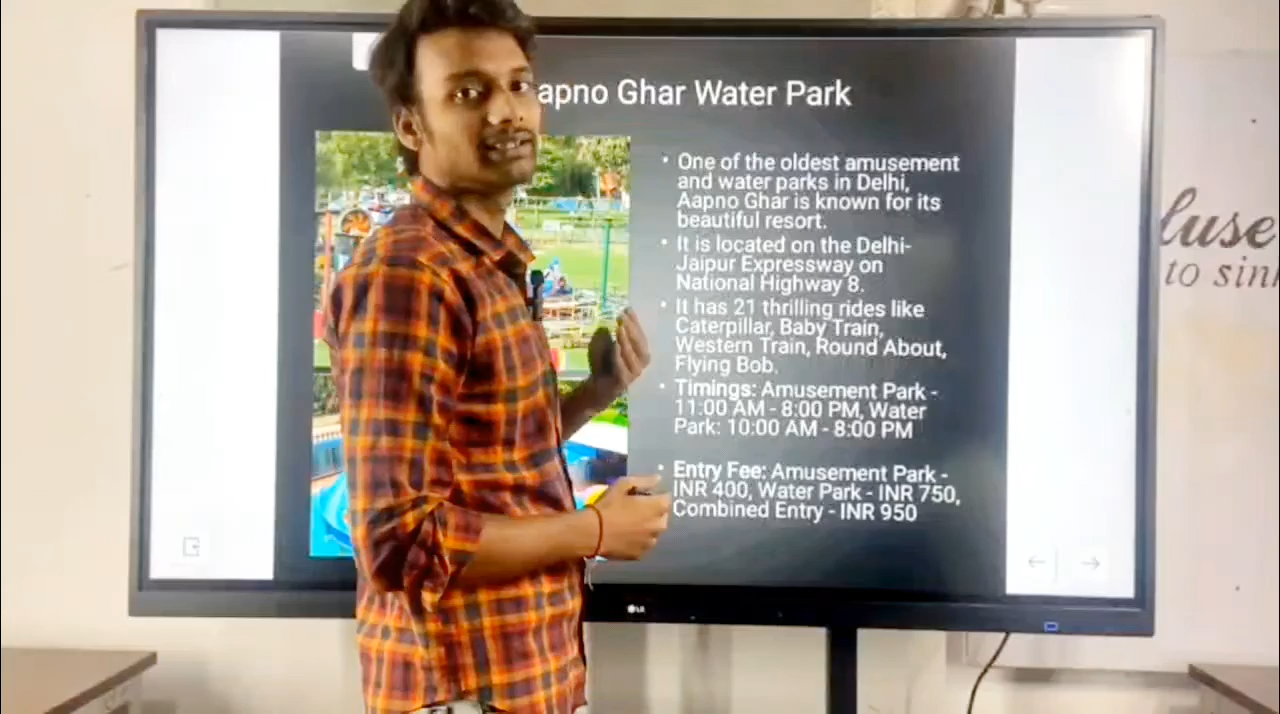 apno Ghar Water Park
• One of the oldest amusement
and water parks in Delhi,
Aapno Ghar is known for its
beautiful resort.
• It is located on the Delhi-
Jaipur Expressway on
National Highway 8.
• It has 21 thrilling rides like
Caterpillar, Baby Train,
Western Train, Round About,
Flying Bob.
• Timings: Amusement Park -
11:00 AM - 8:00 PM, Water
Park: 10:00 AM - 8:00 PM
• Entry Fee: Amusement Park -
INR 400, Water Park - INR 750,
Combined Entry - INR 950
LG
luse
to sin